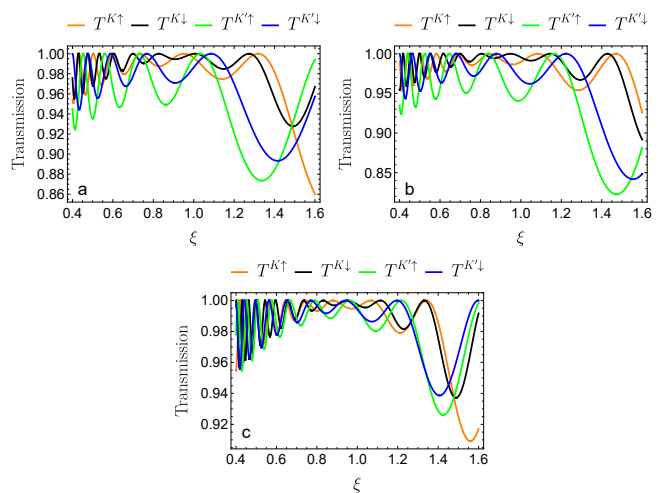 T^{K↑} T^{K↓} T^{K′↑} T^{K′↓}
1.00
0.98
0.96
0.94
0.92
0.90
0.88
0.86
Transmission
a
0.4 0.6 0.8 1.0 1.2 1.4 1.6
ξ
T^{K↑} T^{K↓} T^{K′↑} T^{K′↓}
1.00
0.95
0.90
0.85
Transmission
b
0.4 0.6 0.8 1.0 1.2 1.4 1.6
ξ
T^{K↑} T^{K↓} T^{K′↑} T^{K′↓}
1.00
0.98
0.96
0.94
0.92
Transmission
c
0.4 0.6 0.8 1.0 1.2 1.4 1.6
ξ